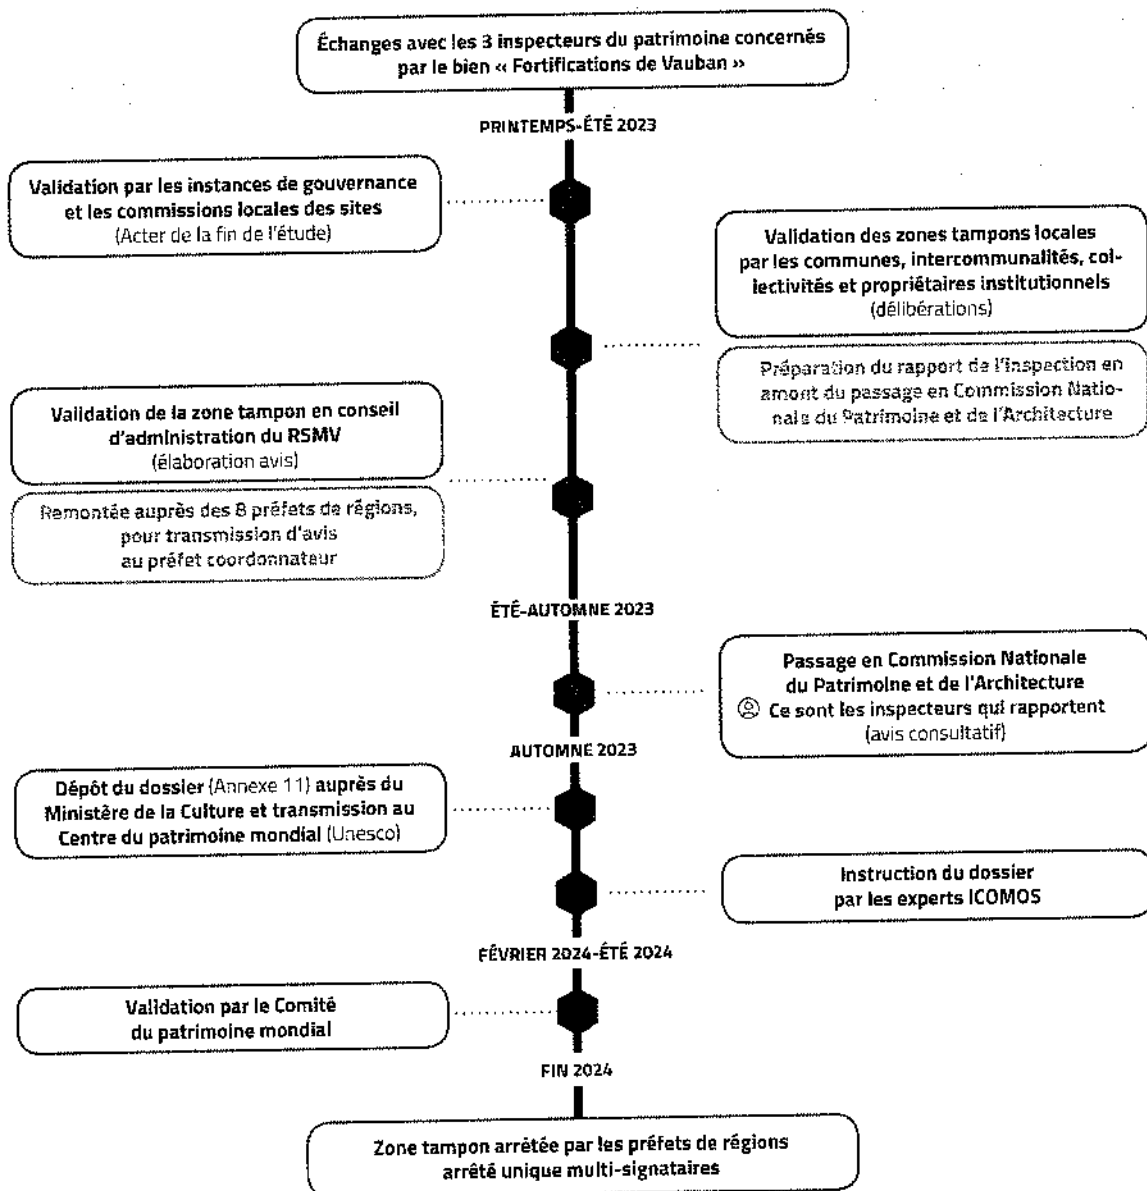 Échanges avec les 3 inspecteurs du patrimoine concernés
par le bien « Fortifications de Vauban »
PRINTEMPS-ÉTÉ 2023
Validation par les instances de gouvernance
et les commissions locales des sites
(Acter de la fin de l'étude)
Validation des zones tampons locales
par les communes, intercommunalités, col-
lectivités et propriétaires institutionnels
(délibérations)
Préparation du rapport de l'inspection en
amont du passage en Commission Natio-
nale du Patrimoine et de l'Architecture
Validation de la zone tampon en conseil
d'administration du RSMV
(élaboration avis)
Remontée auprès des 8 préfets de régions,
pour transmission d'avis
au préfet coordonnateur
ÉTÉ-AUTOMNE 2023
Passage en Commission Nationale
du Patrimoine et de l'Architecture
Ce sont les inspecteurs qui rapportent
(avis consultatif)
AUTOMNE 2023
Dépôt du dossier (Annexe 11) auprès du
Ministère de la Culture et transmission au
Centre du patrimoine mondial (Unesco)
Instruction du dossier
par les experts ICOMOS
FÉVRIER 2024-ÉTÉ 2024
Validation par le Comité
du patrimoine mondial
FIN 2024
Zone tampon arrêtée par les préfets de régions
arrêté unique multi-signataires